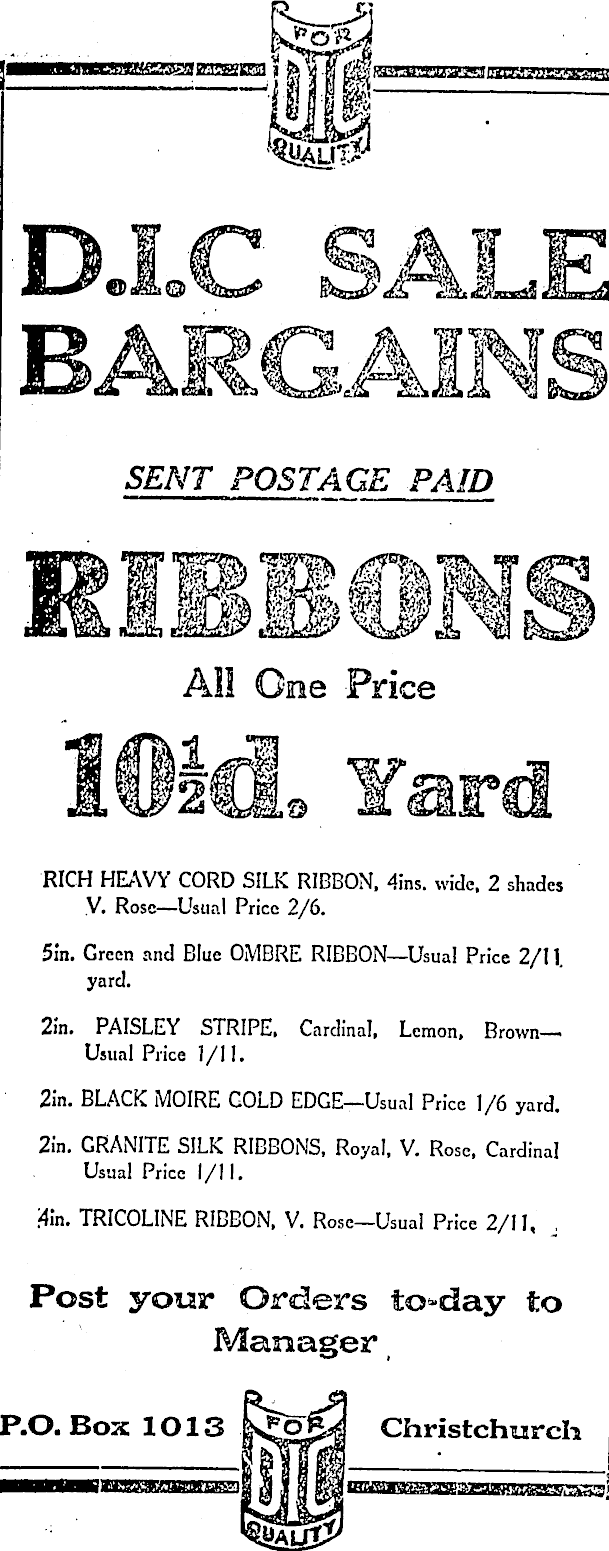 FOR
DIC
QUALITY
D.I.C SALE
BARGAINS
SENT POSTAGE PAID
RIBBONS
All One Price
10½d. Yard
RICH HEAVY CORD SILK RIBBON, 4ins. wide, 2 shades
V. Rose—Usual Price 2/6.
5in. Green and Blue OMBRE RIBBON—Usual Price 2/11
yard.
2in. PAISLEY STRIPE, Cardinal, Lemon, Brown—
Usual Price 1/11.
2in. BLACK MOIRE GOLD EDGE—Usual Price 1/6 yard.
2in. GRANITE SILK RIBBONS, Royal, V. Rose, Cardinal
Usual Price 1/11.
4in. TRICOLINE RIBBON, V. Rose—Usual Price 2/11.
Post your Orders to-day to
Manager
P.O. Box 1013
FOR
DIC
QUALITY
Christchurch